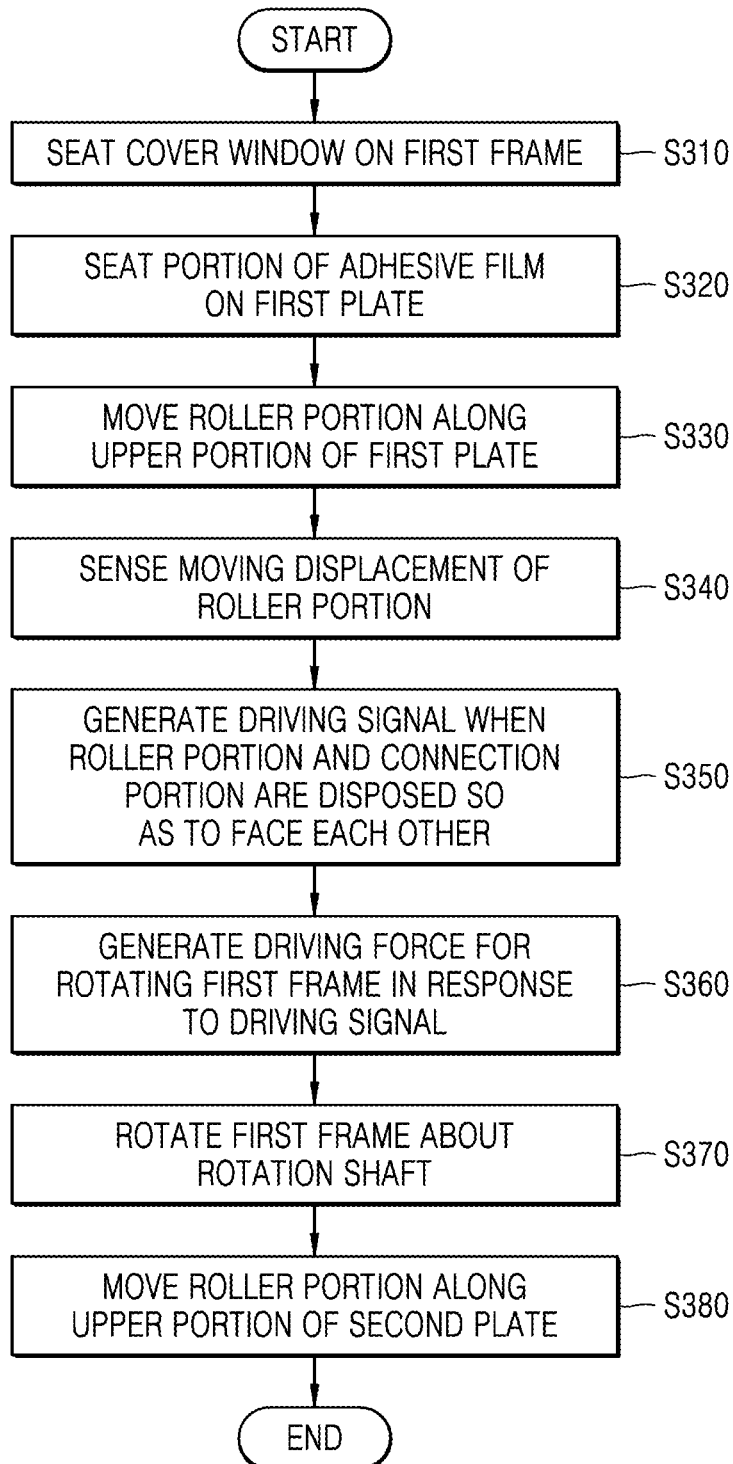 START
SEAT COVER WINDOW ON FIRST FRAME
S310
SEAT PORTION OF ADHESIVE FILM
ON FIRST PLATE
S320
MOVE ROLLER PORTION ALONG
UPPER PORTION OF FIRST PLATE
S330
SENSE MOVING DISPLACEMENT OF
ROLLER PORTION
S340
GENERATE DRIVING SIGNAL WHEN
ROLLER PORTION AND CONNECTION
PORTION ARE DISPOSED SO
AS TO FACE EACH OTHER
S350
GENERATE DRIVING FORCE FOR
ROTATING FIRST FRAME IN RESPONSE
TO DRIVING SIGNAL
S360
ROTATE FIRST FRAME ABOUT
ROTATION SHAFT
S370
MOVE ROLLER PORTION ALONG
UPPER PORTION OF SECOND PLATE
S380
END